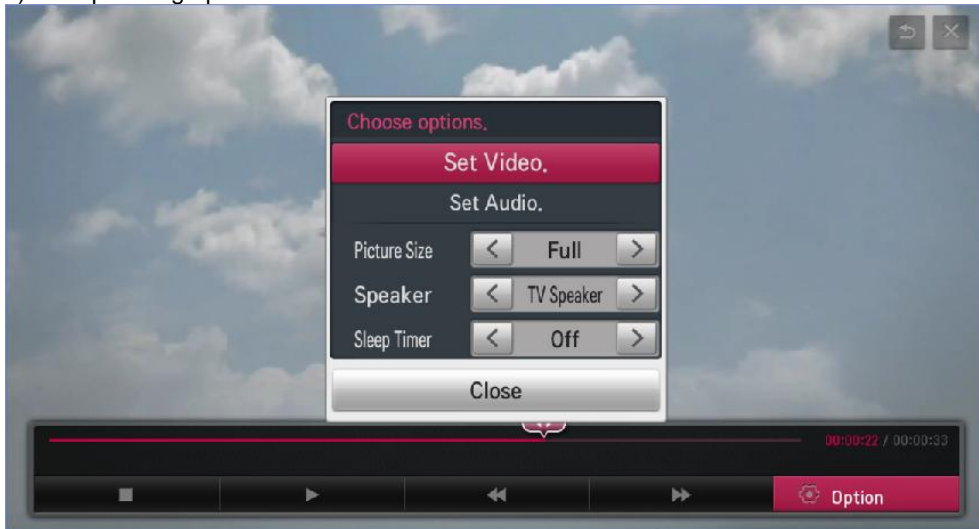 Choose options.
Set Video.
Set Audio.
Picture Size < Full >
Speaker < TV Speaker >
Sleep Timer < Off >
Close
00:00:22 / 00:00:33
Option